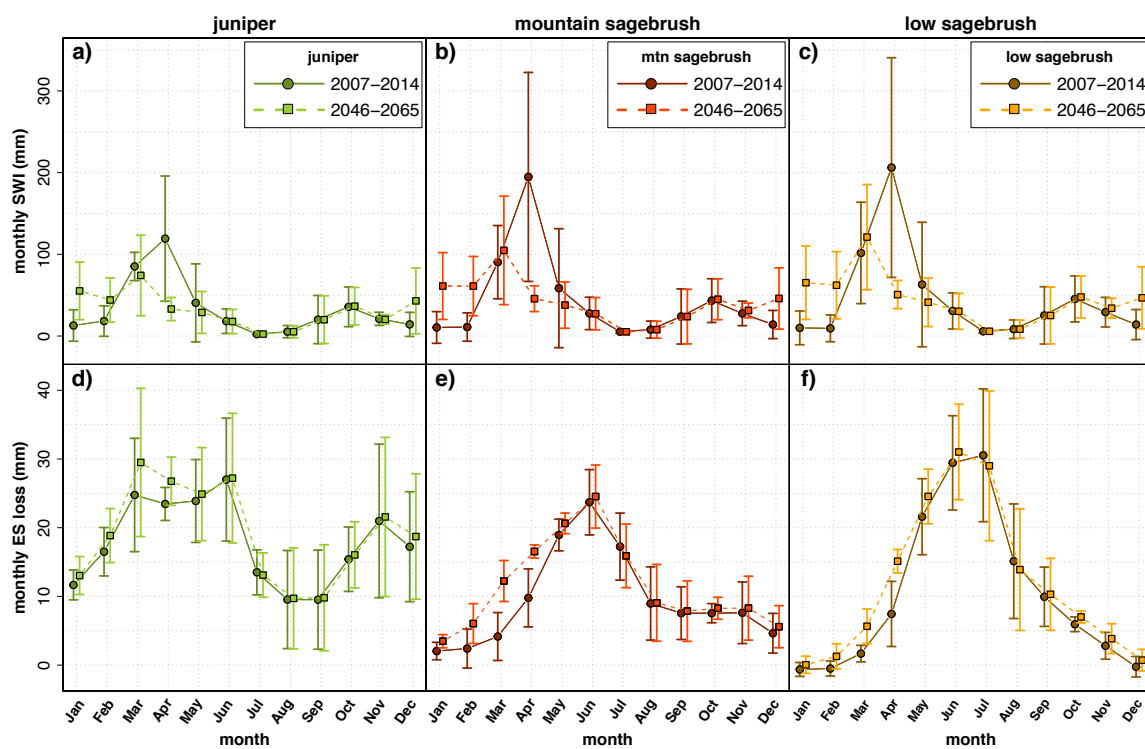 juniper mountain sagebrush low sagebrush
a) juniper
2007–2014
2046–2065
b) mtn sagebrush
2007–2014
2046–2065
c) low sagebrush
2007–2014
2046–2065
monthly SWI (mm)
300
200
100
0
d) e) f)
monthly ES loss (mm)
40
30
20
10
0
Jan Feb Mar Apr May Jun Jul Aug Sep Oct Nov Dec
Jan Feb Mar Apr May Jun Jul Aug Sep Oct Nov Dec
Jan Feb Mar Apr May Jun Jul Aug Sep Oct Nov Dec
month month month